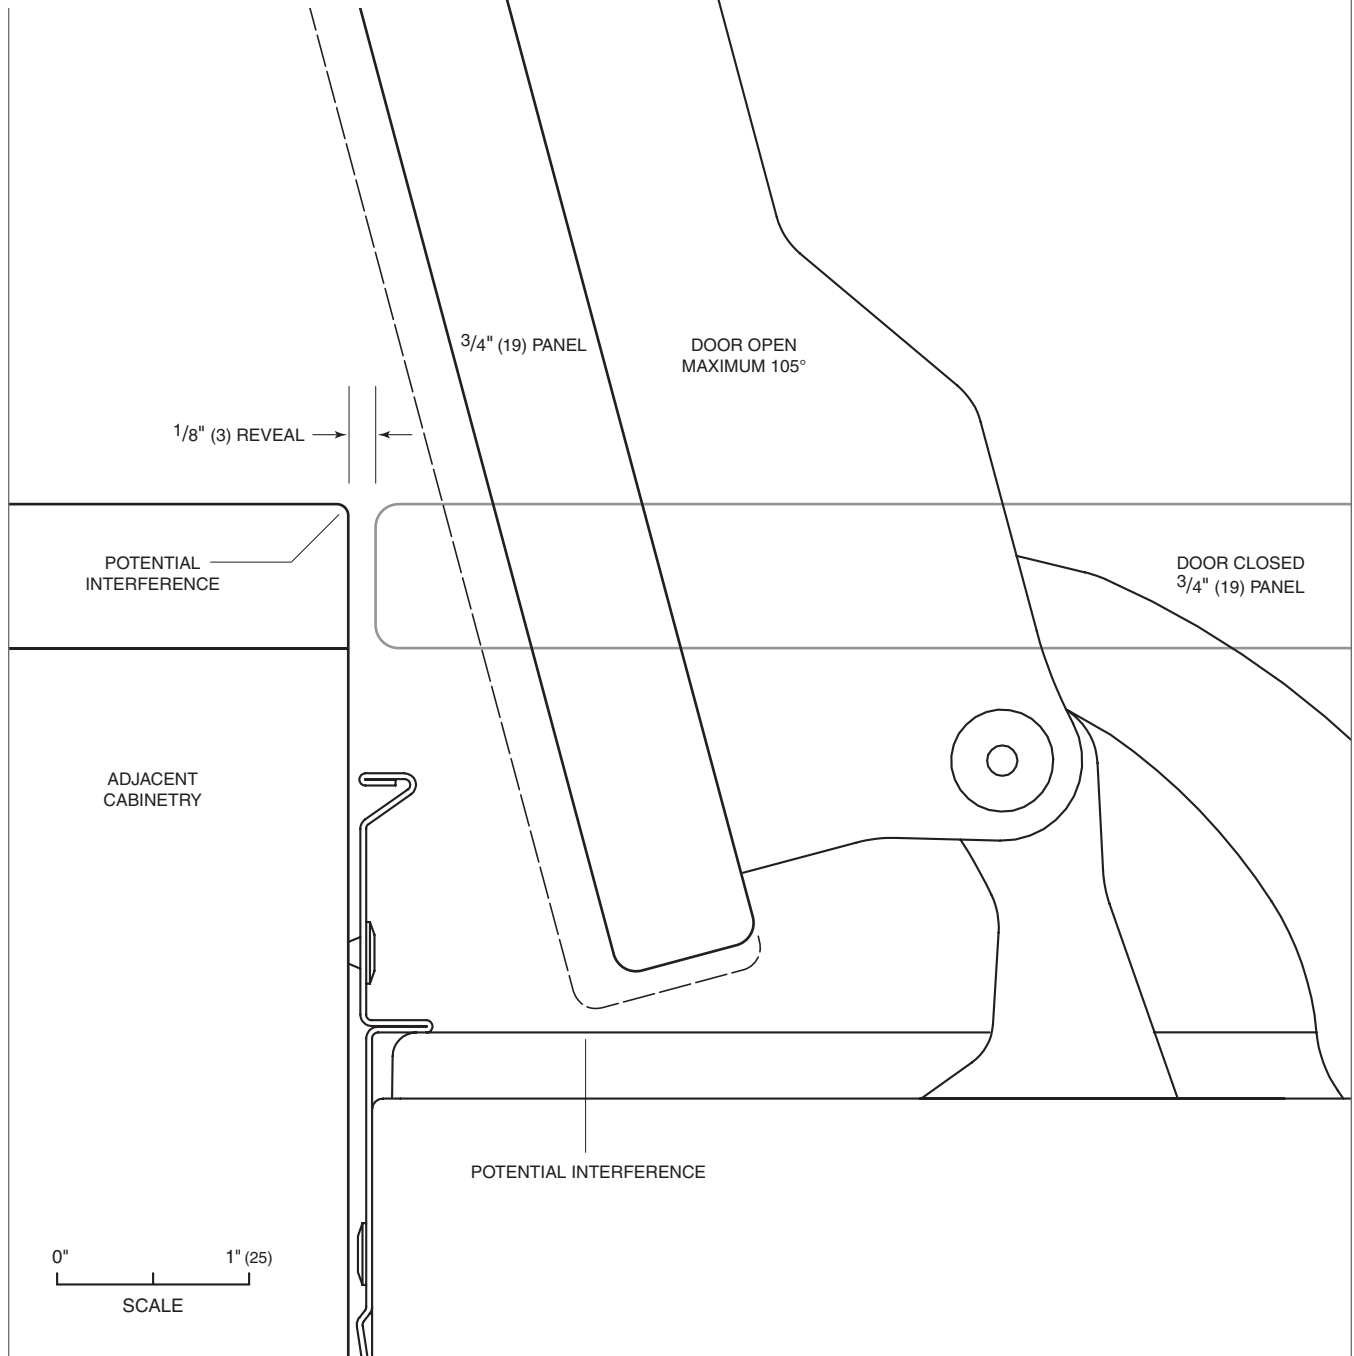 3/4" (19) PANEL
DOOR OPEN
MAXIMUM 105°
1/8" (3) REVEAL
POTENTIAL
INTERFERENCE
DOOR CLOSED
3/4" (19) PANEL
ADJACENT
CABINETRY
POTENTIAL INTERFERENCE
0" 1" (25)
SCALE